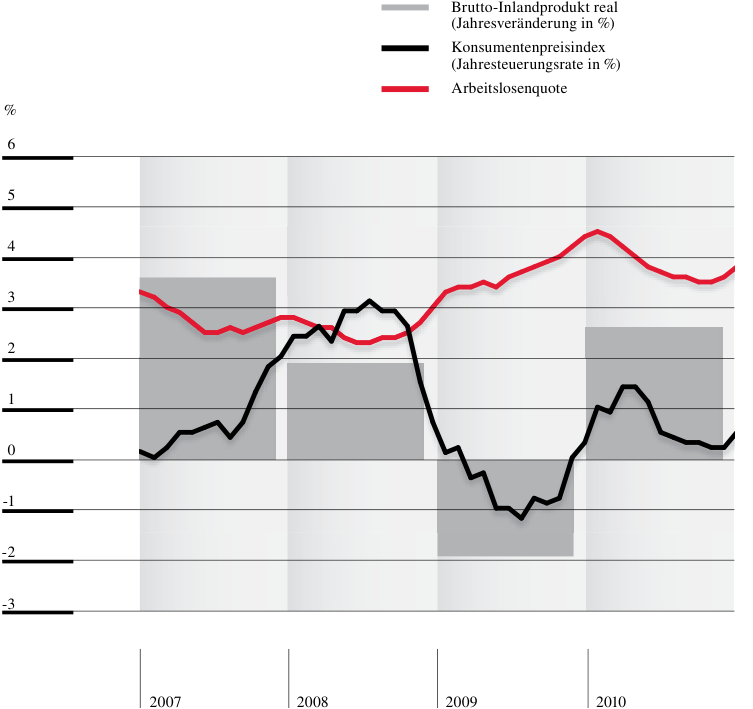 Brutto-Inlandprodukt real
(Jahresveränderung in %)
Konsumentenpreisindex
(Jahresteuerungsrate in %)
Arbeitslosenquote
%
6
5
4
3
2
1
0
-1
-2
-3
2007 2008 2009 2010